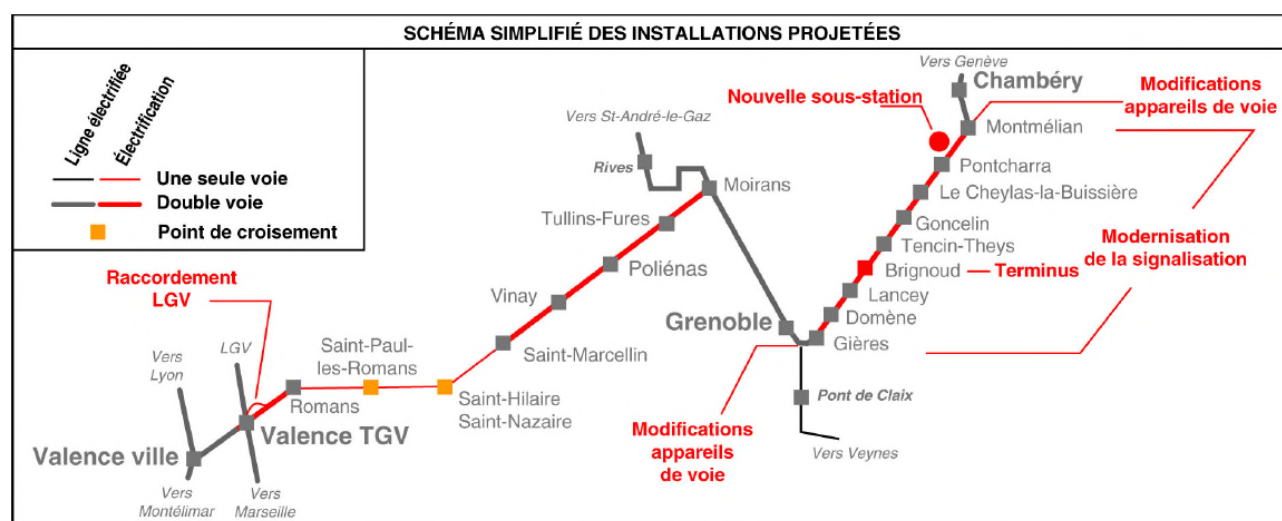 SCHÉMA SIMPLIFIÉ DES INSTALLATIONS PROJETÉES
Ligne électrifiée
Électrification
Une seule voie
Double voie
Point de croisement
Vers Genève
Chambéry
Modifications
appareils de voie
Nouvelle sous-station
Montmélian
Vers St-André-le-Gaz
Rives
Moirans
Pontcharra
Le Cheylas-la-Buissière
Tullins-Fures
Goncelin
Tencin-Theys
Modernisation
de la signalisation
Poliénas
Brignoud
Terminus
Raccordement
LGV
Vinay
Lancey
Grenoble
Domène
Gières
Saint-Marcellin
Saint-Paul
les-Romans
Vers
Lyon
LGV
Romans
Saint-Hilaire
Saint-Nazaire
Pont de Claix
Valence TGV
Valence ville
Modifications
appareils
de voie
Vers Veynes
Vers
Montélimar
Vers
Marseille